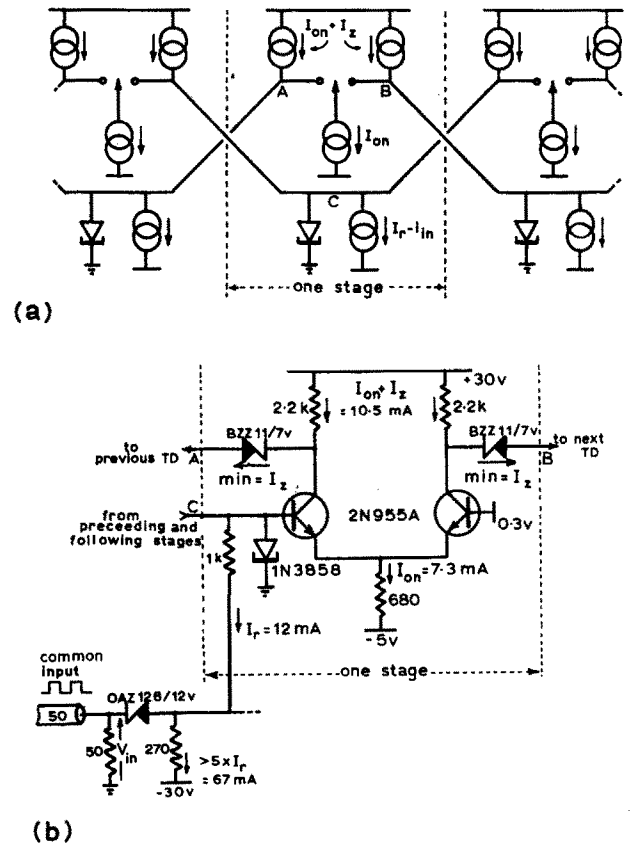 I_on + I_z
A
B
I_on
C
I_r - i_in
one stage
(a)
+30v
I_on + I_z
= 10.5 mA
2.2k
2.2k
BZZ11/7v
BZZ11/7v
to
previous TD
A
B
to next
TD
min = I_z
min = I_z
C
from
preceeding and
following stages
2N955A
0.3v
1k
1N3858
I_on = 7.3 mA
680
-5v
I_r = 12 mA
one stage
common
input
OAZ128/12v
50
50
V_in
270
>5 x I_r
= 67 mA
-30v
(b)